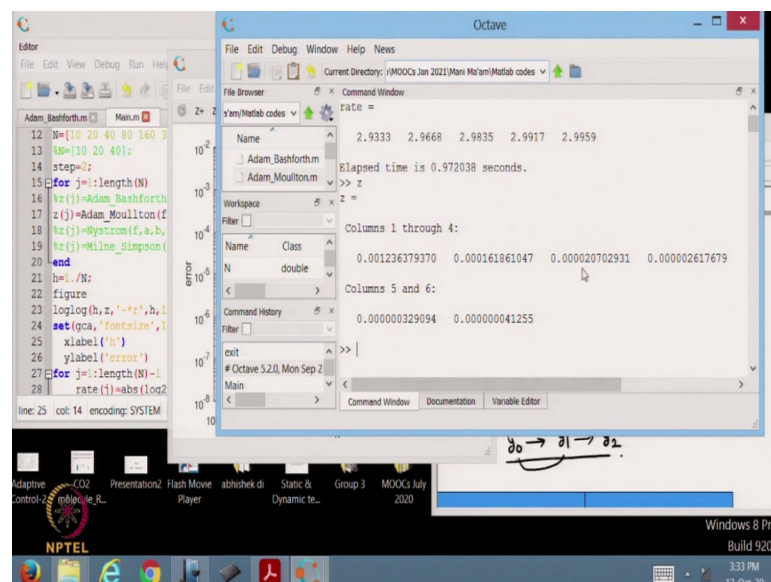 Octave
File Edit Debug Window Help News
Current Directory: ›\MOOCs Jan 2021\Mani Ma'am\Matlab codes
File Browser
'a'am/Matlab codes
Name
Adam_Bashforth.m
Adam_Moullton.m
Workspace
Filter
Name Class
N double
Command History
Filter
exit
# Octave 5.2.0, Mon Sep 2
Main
Command Window
rate =
2.9333 2.9668 2.9835 2.9917 2.9959
Elapsed time is 0.972038 seconds.
>> z
z =
Columns 1 through 4:
0.001236379370 0.000161861047 0.000020702931 0.000002617679
Columns 5 and 6:
0.000000329094 0.000000041255
>>
Command Window Documentation Variable Editor
Editor
File Edit View Debug Run Help
Adam_Bashforth.m Main.m
12 N=[10 20 40 80 160 3
13 %N=[10 20 40];
14 step=2;
15 for j=1:length(N)
16 %z(j)=Adam_Bashforth
17 z(j)=Adam_Moullton(f
18 %z(j)=Nystrom(f,a,b,
19 %z(j)=Milne_Simpson(
20 end
21 h=1./N;
22 figure
23 loglog(h,z,'-*r',h,1
24 set(gca,'fontsize',1
25 xlabel('h')
26 ylabel('error')
27 for j=1:length(N)-1
28 rate(j)=abs(log2
line: 25 col: 14 encoding: SYSTEM
File Edit
Z+ Z
10-2
10-3
10-4
10-5
10-6
10-7
10-8
10
error
y0 → y1 → y2
Adaptive Control-2
CO2 molecule_R...
Presentation2
Flash Movie Player
abhishek di
Static & Dynamic te...
Group 3
MOOCs July 2020
NPTEL
Windows 8 Pr
Build 920
3:33 PM